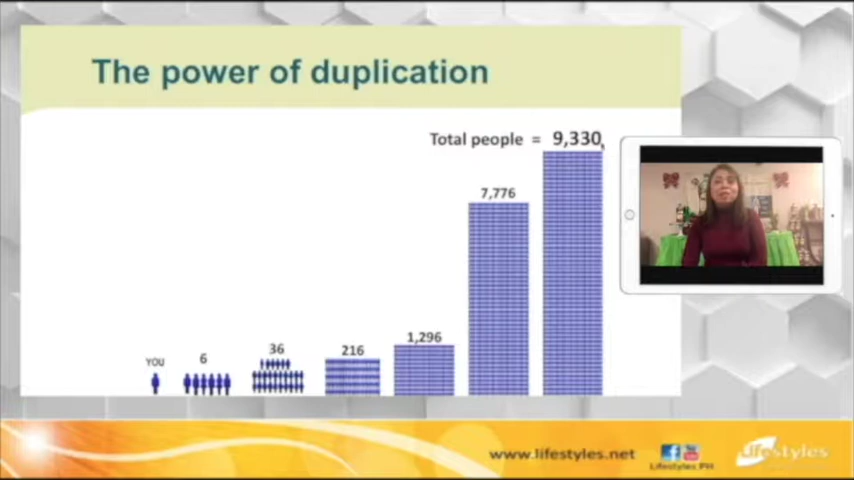 The power of duplication
Total people = 9,330
7,776
1,296
216
36
6
YOU
www.lifestyles.net
Lifestyles PH
Lifestyles